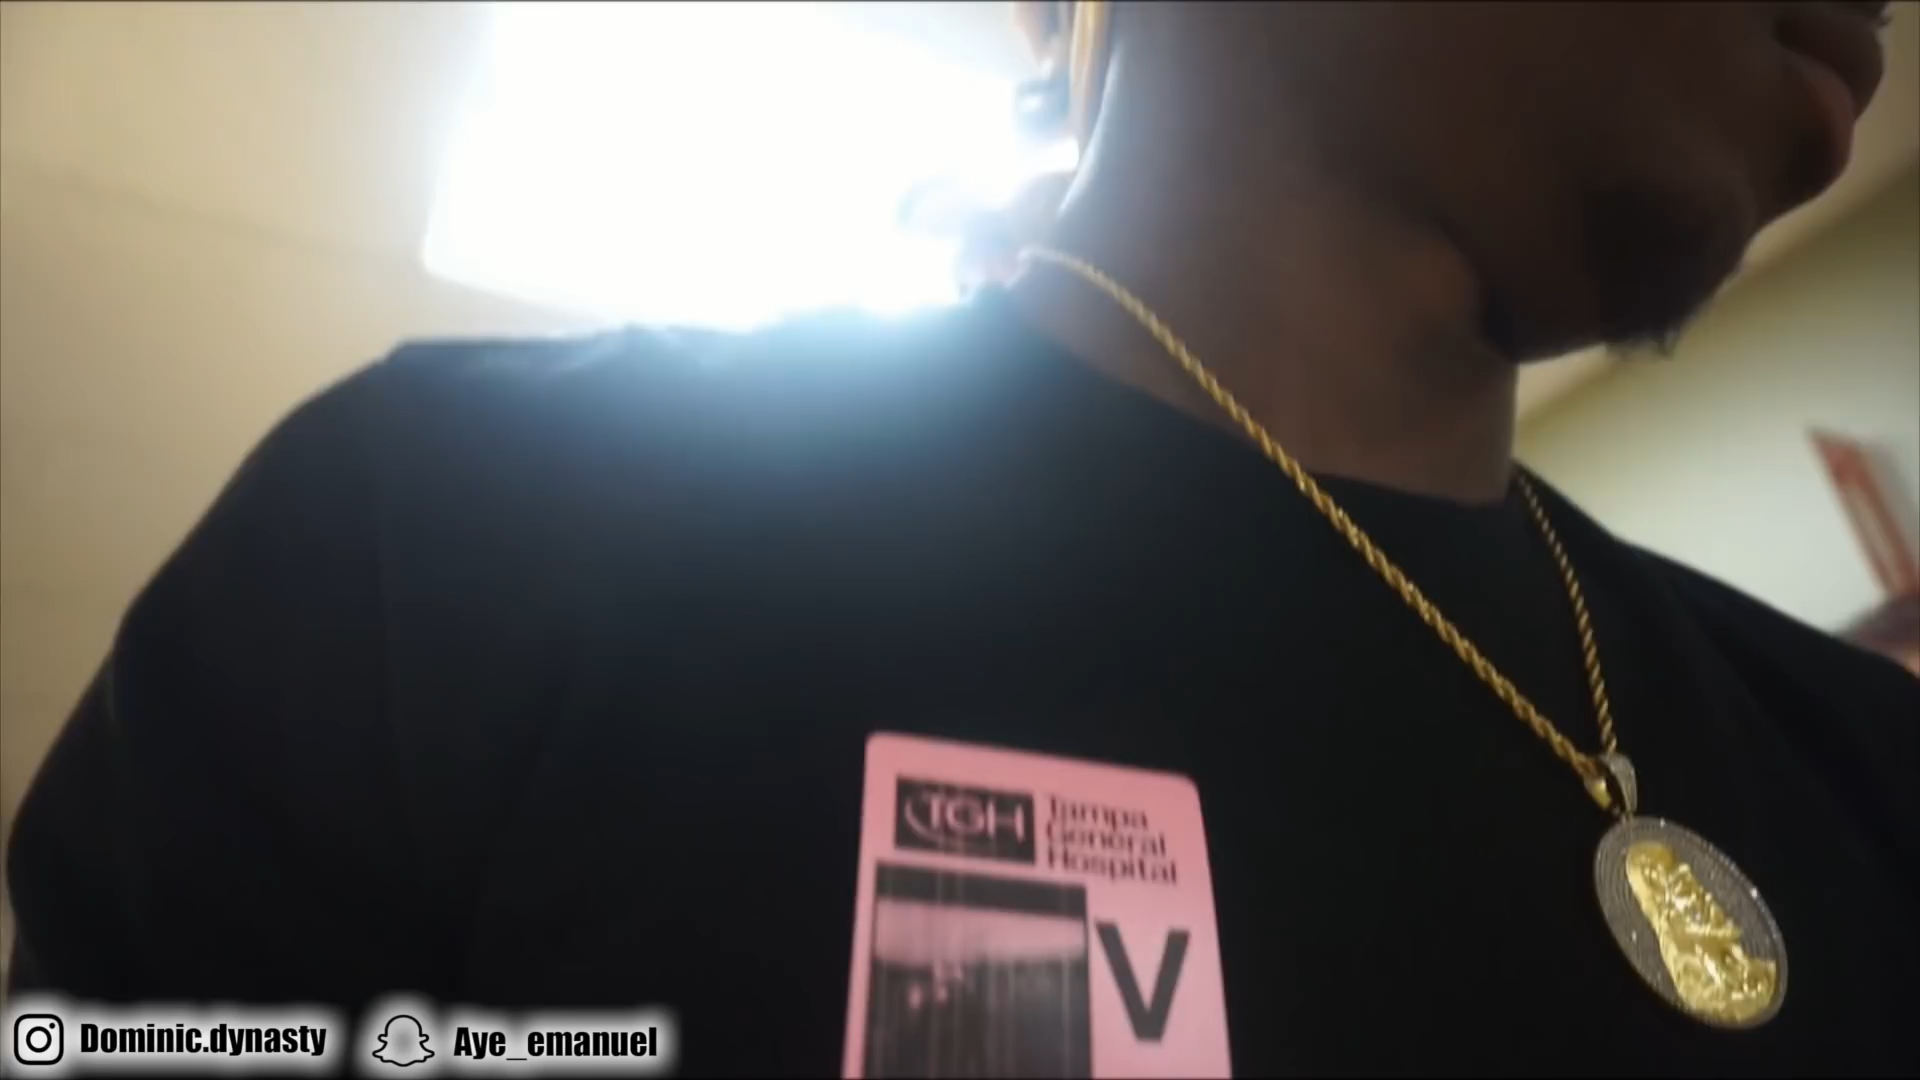 TGH
Tampa
General
Hospital
V
Dominic.dynasty
Aye_emanuel